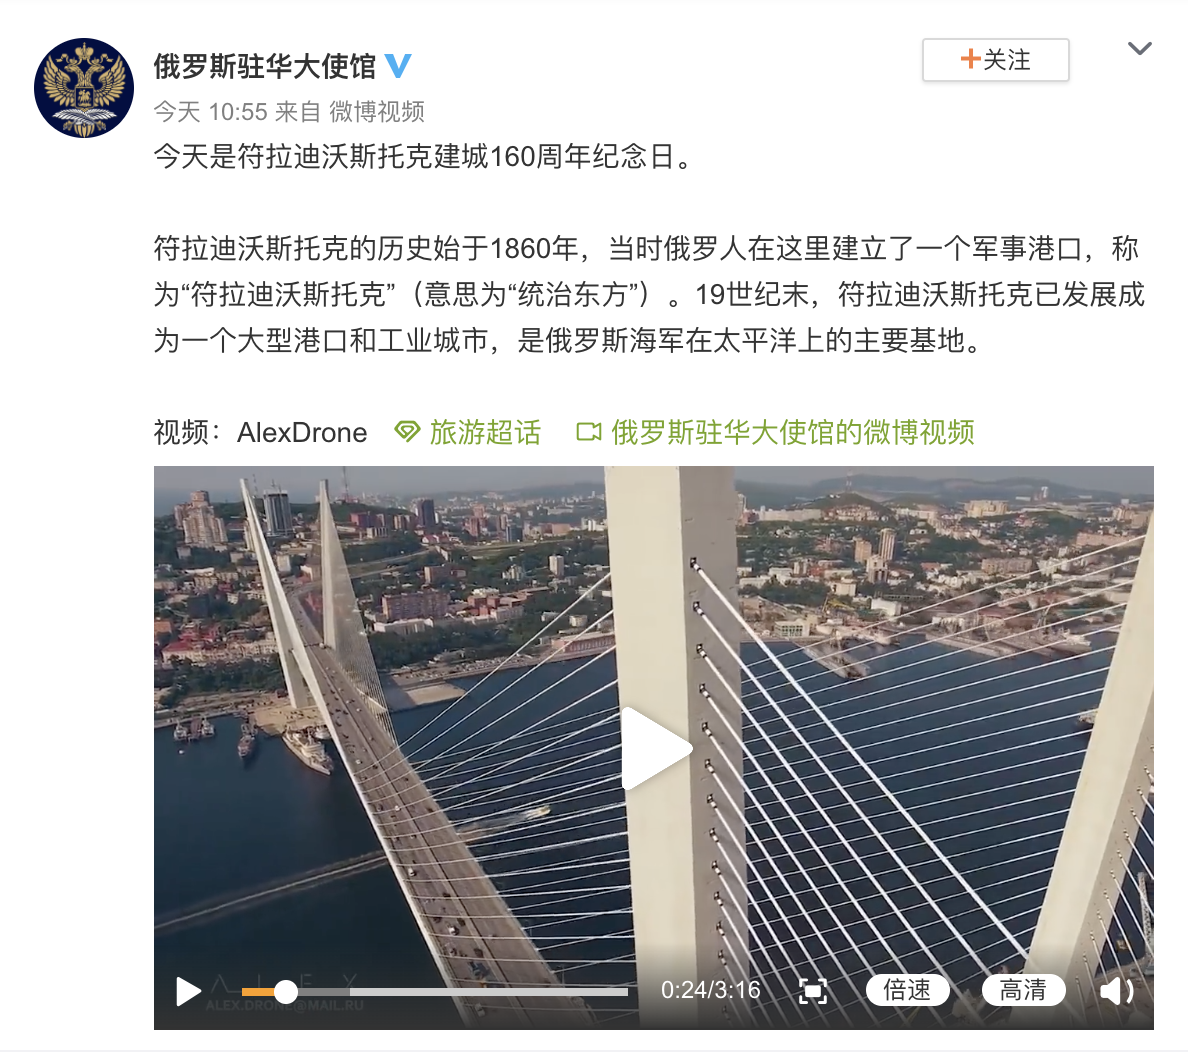 俄罗斯驻华大使馆
+关注
今天 10:55 来自 微博视频
今天是符拉迪沃斯托克建城160周年纪念日。
符拉迪沃斯托克的历史始于1860年，当时俄罗人在这里建立了一个军事港口，称
为“符拉迪沃斯托克”（意思为“统治东方”）。19世纪末，符拉迪沃斯托克已发展成
为一个大型港口和工业城市，是俄罗斯海军在太平洋上的主要基地。
视频：AlexDrone 旅游超话 俄罗斯驻华大使馆的微博视频
ALEX.DRONE@MAIL.RU
0:24/3:16
倍速
高清